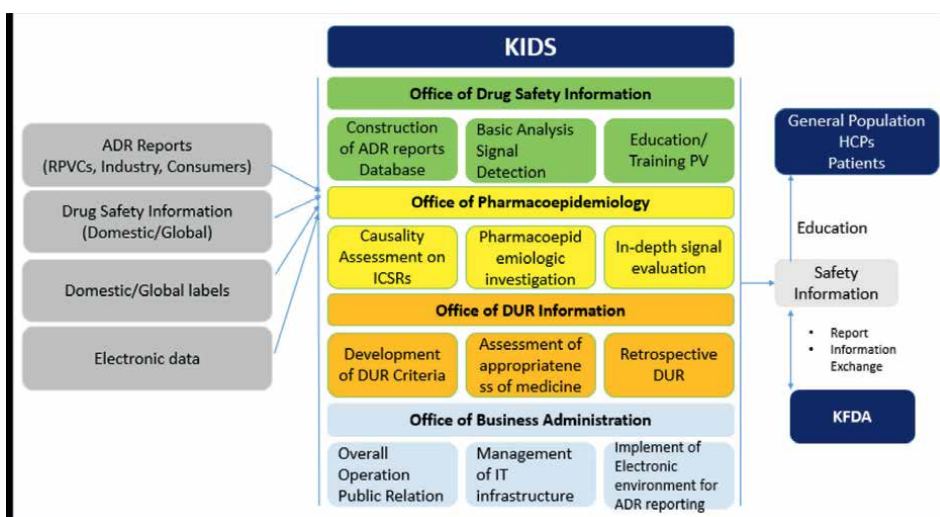 KIDS
ADR Reports
(RPVCs, Industry, Consumers)
Drug Safety Information
(Domestic/Global)
Domestic/Global labels
Electronic data
Office of Drug Safety Information
Construction
of ADR reports
Database
Basic Analysis
Signal
Detection
Education/
Training PV
Office of Pharmacoepidemiology
Causality
Assessment on
ICSRs
Pharmacoepid
emiologic
investigation
In-depth signal
evaluation
Office of DUR Information
Development
of DUR Criteria
Assessment of
appropriatene
ss of medicine
Retrospective
DUR
Office of Business Administration
Overall
Operation
Public Relation
Management
of IT
infrastructure
Implement of
Electronic
environment for
ADR reporting
General Population
HCPs
Patients
Education
Safety
Information
• Report
• Information
Exchange
KFDA